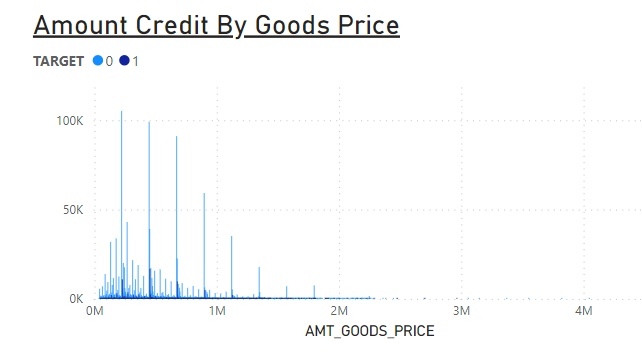 Amount Credit By Goods Price
TARGET 0 1
100K
50K
0K
0M 1M 2M 3M 4M
AMT_GOODS_PRICE